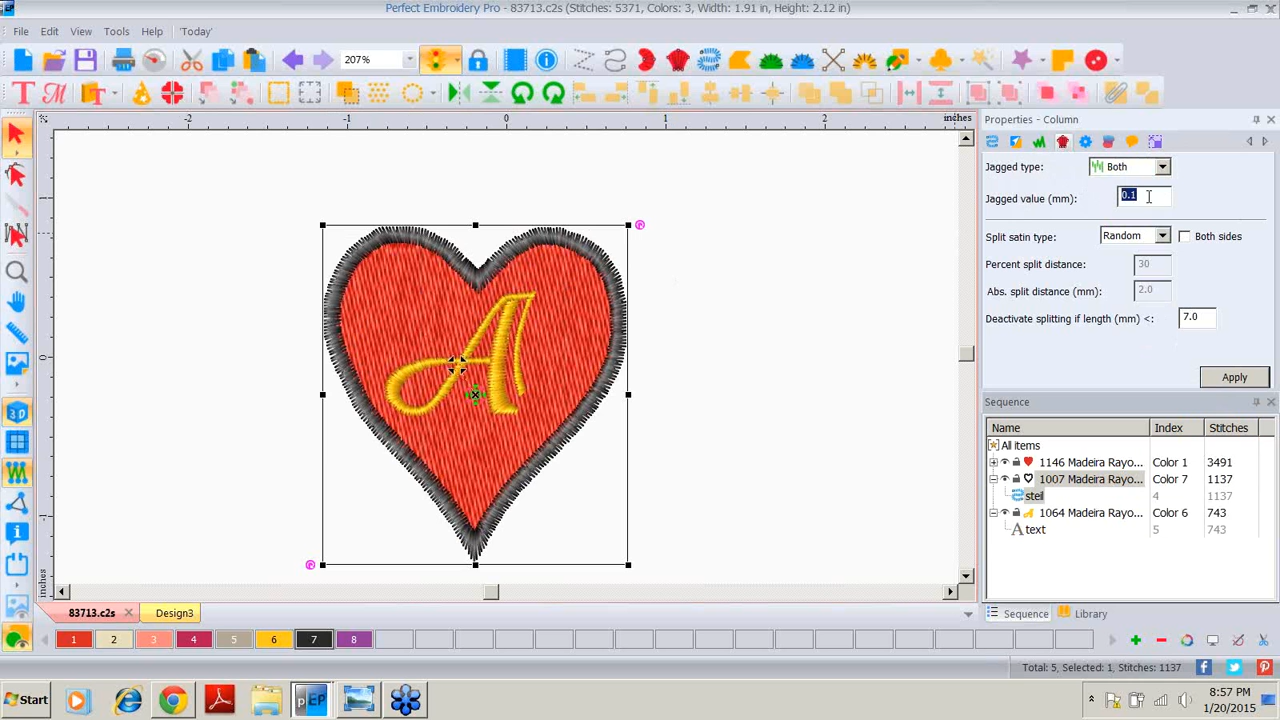 Perfect Embroidery Pro - 83713.c2s (Stitches: 5371, Colors: 3, Width: 1.91 in, Height: 2.12 in)
File Edit View Tools Help 'Today'
207%
-2 -1 0 1 2 inches
0
-1
inches
Properties - Column
Jagged type: Both
Jagged value (mm): 0.1
Split satin type: Random Both sides
Percent split distance: 30
Abs. split distance (mm): 2.0
Deactivate splitting if length (mm) <: 7.0
Apply
Sequence
Name Index Stitches
All items
1146 Madeira Rayo... Color 1 3491
1007 Madeira Rayo... Color 7 1137
steil 4 1137
1064 Madeira Rayo... Color 6 743
text 5 743
A
83713.c2s Design3
Sequence Library
1 2 3 4 5 6 7 8
Total: 5, Selected: 1, Stitches: 1137
Start
8:57 PM
1/20/2015